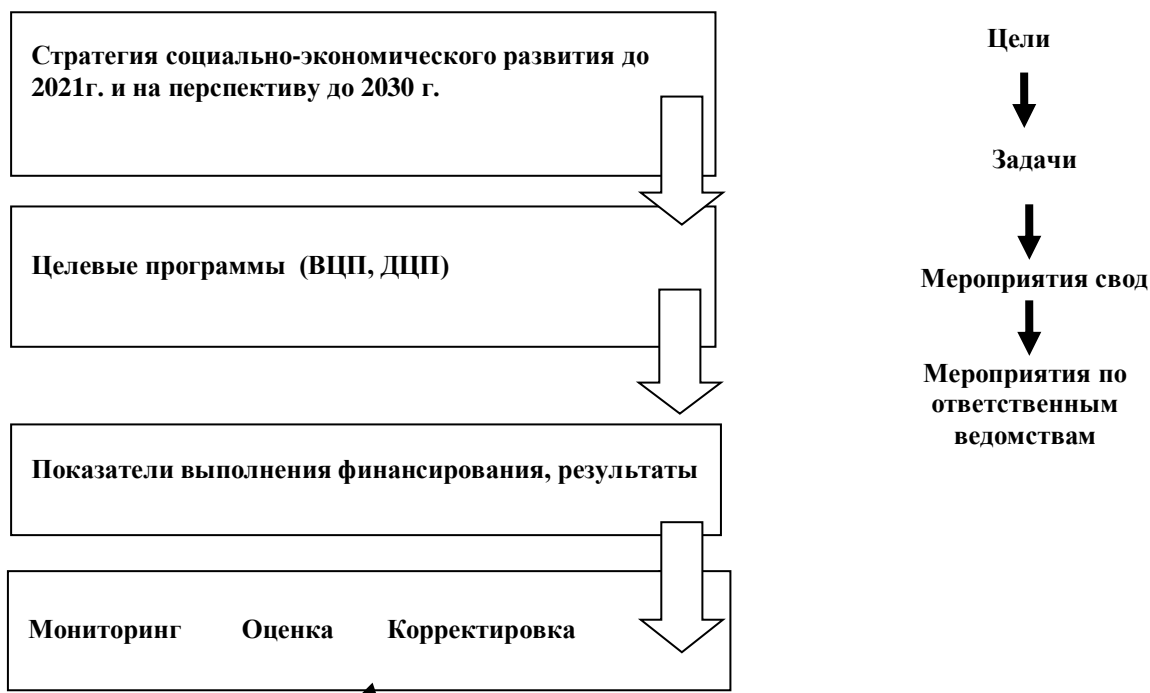 Стратегия социально-экономического развития до
2021г. и на перспективу до 2030 г.
Целевые программы (ВЦП, ДЦП)
Показатели выполнения финансирования, результаты
Мониторинг Оценка Корректировка
Цели
Задачи
Мероприятия свод
Мероприятия по
ответственным
ведомствам